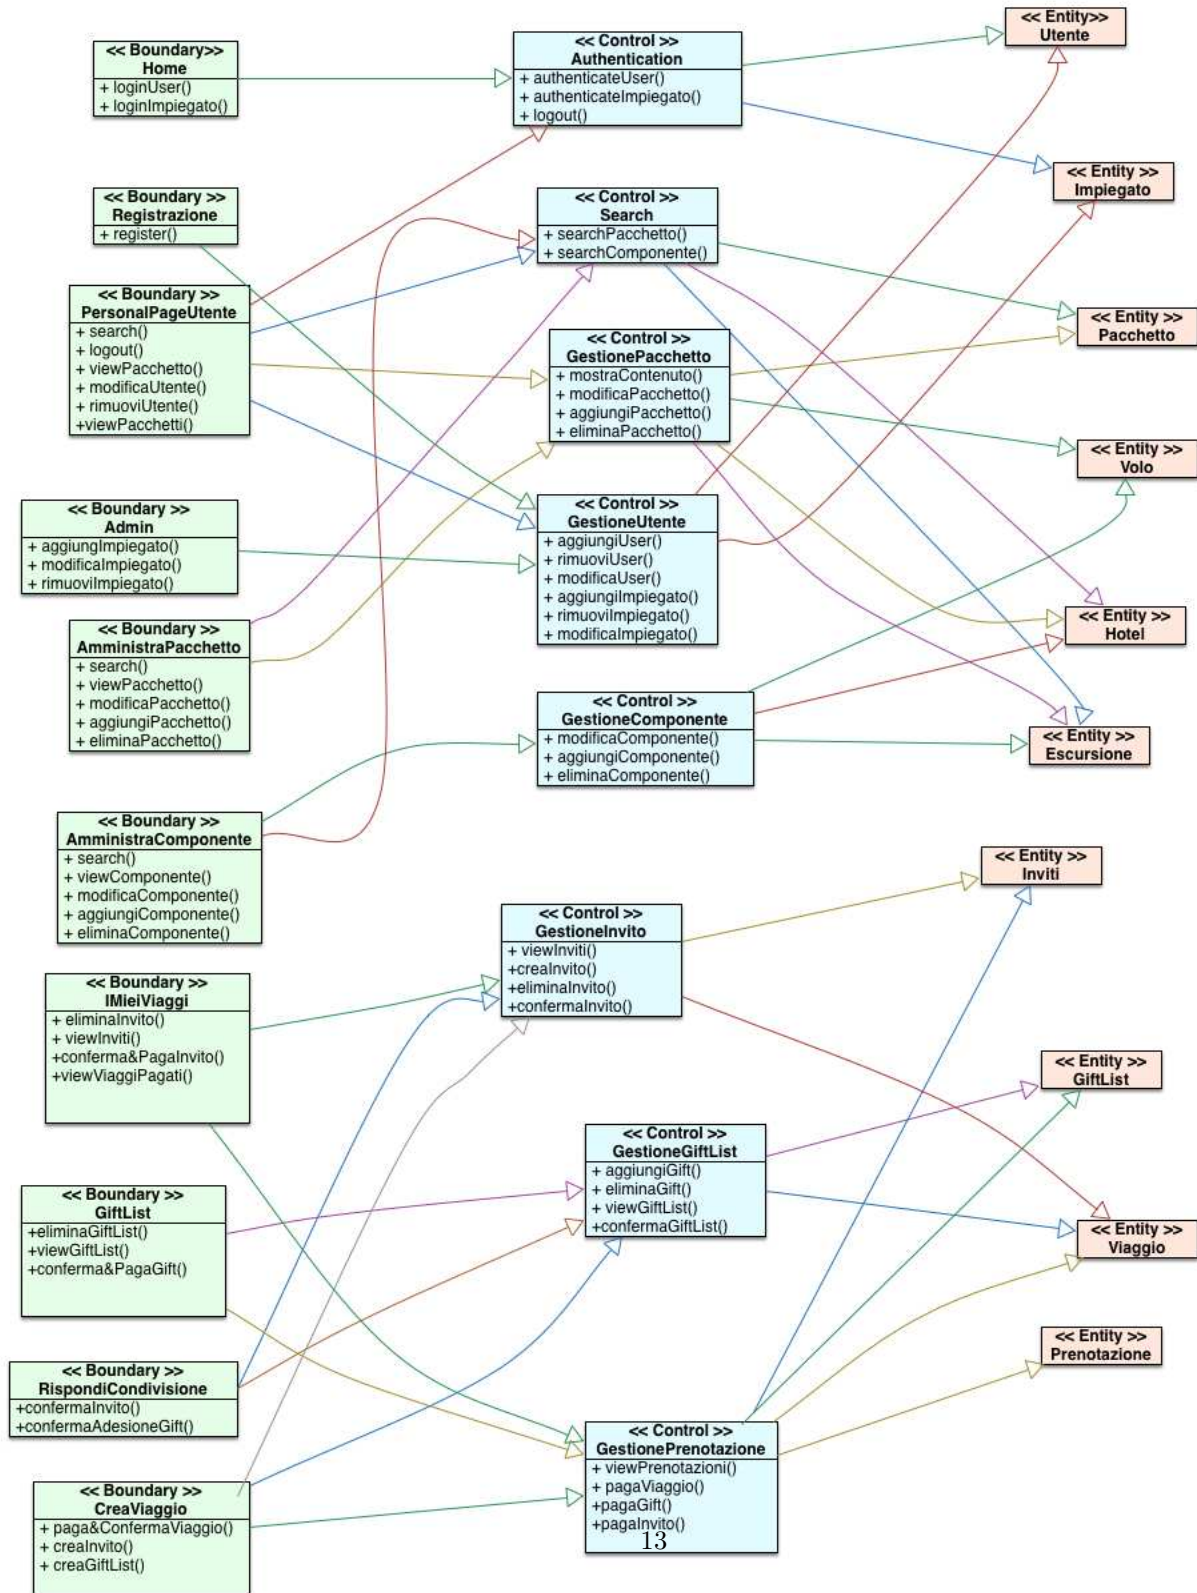 << Boundary>>
Home
+ loginUser()
+ loginImpiegato()
<< Boundary >>
Registrazione
+ register()
<< Boundary >>
PersonalPageUtente
+ search()
+ logout()
+ viewPacchetto()
+ modificaUtente()
+ rimuoviUtente()
+viewPacchetti()
<< Boundary >>
Admin
+ aggiungImpiegato()
+ modificaImpiegato()
+ rimuoviImpiegato()
<< Boundary >>
AmministraPacchetto
+ search()
+ viewPacchetto()
+ modificaPacchetto()
+ aggiungiPacchetto()
+ eliminaPacchetto()
<< Boundary >>
AmministraComponente
+ search()
+ viewComponente()
+ modificaComponente()
+ aggiungiComponente()
+ eliminaComponente()
<< Boundary >>
IMieiViaggi
+ eliminaInvito()
+ viewInviti()
+conferma&PagaInvito()
+viewViaggiPagati()
<< Boundary >>
GiftList
+eliminaGiftList()
+viewGiftList()
+conferma&PagaGift()
<< Boundary >>
RispondiCondivisione
+confermaInvito()
+confermaAdesioneGift()
<< Boundary >>
CreaViaggio
+ paga&ConfermaViaggio()
+ creaInvito()
+ creaGiftList()
<< Control >>
Authentication
+ authenticateUser()
+ authenticateImpiegato()
+ logout()
<< Control >>
Search
+ searchPacchetto()
+ searchComponente()
<< Control >>
GestionePacchetto
+ mostraContenuto()
+ modificaPacchetto()
+ aggiungiPacchetto()
+ eliminaPacchetto()
<< Control >>
GestioneUtente
+ aggiungiUser()
+ rimuoviUser()
+ modificaUser()
+ aggiungiImpiegato()
+ rimuoviImpiegato()
+ modificaImpiegato()
<< Control >>
GestioneComponente
+ modificaComponente()
+ aggiungiComponente()
+ eliminaComponente()
<< Control >>
GestioneInvito
+ viewInviti()
+creaInvito()
+eliminaInvito()
+confermaInvito()
<< Control >>
GestioneGiftList
+ aggiungiGift()
+ eliminaGift()
+ viewGiftList()
+confermaGiftList()
<< Control >>
GestionePrenotazione
+ viewPrenotazioni()
+ pagaViaggio()
+pagaGift()
+pagaInvito()
13
<< Entity>>
Utente
<< Entity >>
Impiegato
<< Entity >>
Pacchetto
<< Entity >>
Volo
<< Entity >>
Hotel
<< Entity >>
Escursione
<< Entity >>
Inviti
<< Entity >>
GiftList
<< Entity >>
Viaggio
<< Entity >>
Prenotazione